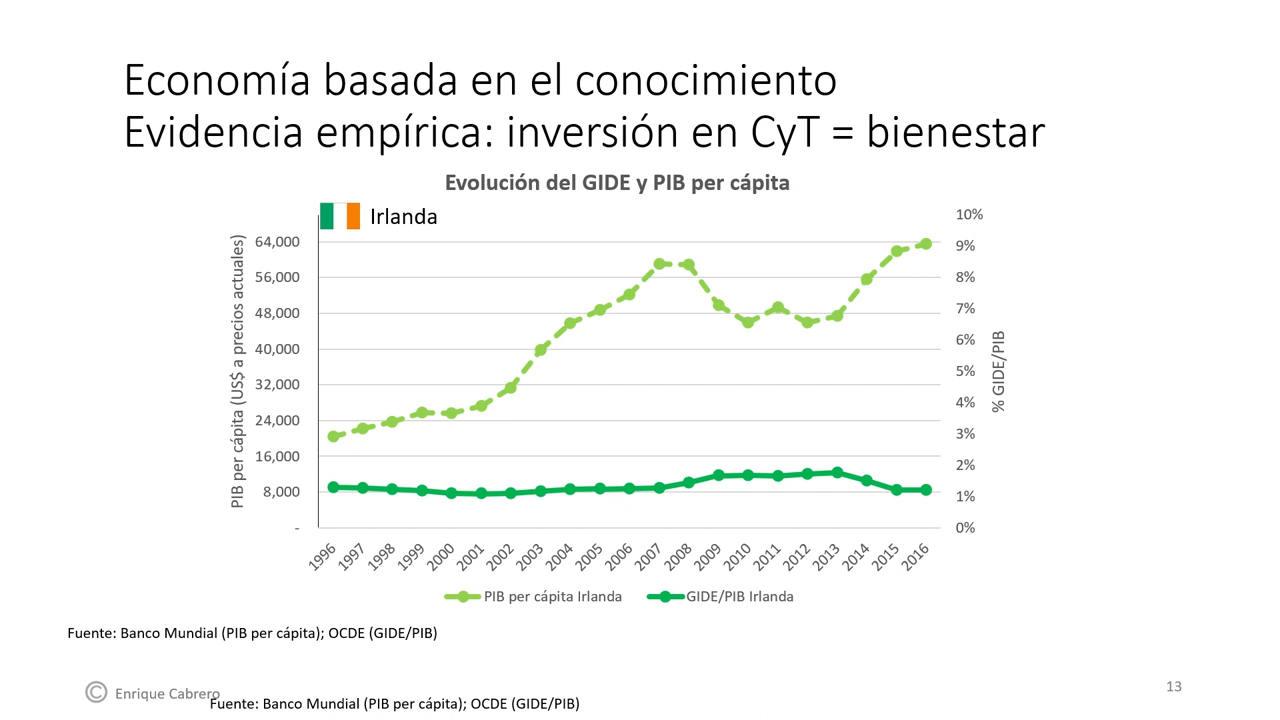 Economía basada en el conocimiento
Evidencia empírica: inversión en CyT = bienestar
Evolución del GIDE y PIB per cápita
Irlanda
PIB per cápita (US$ a precios actuales)
64,000
56,000
48,000
40,000
32,000
24,000
16,000
8,000
-
10%
9%
8%
7%
6%
5%
4%
3%
2%
1%
0%
% GIDE/PIB
1996 1997 1998 1999 2000 2001 2002 2003 2004 2005 2006 2007 2008 2009 2010 2011 2012 2013 2014 2015 2016
PIB per cápita Irlanda GIDE/PIB Irlanda
Fuente: Banco Mundial (PIB per cápita); OCDE (GIDE/PIB)
© Enrique Cabrero
Fuente: Banco Mundial (PIB per cápita); OCDE (GIDE/PIB)
13